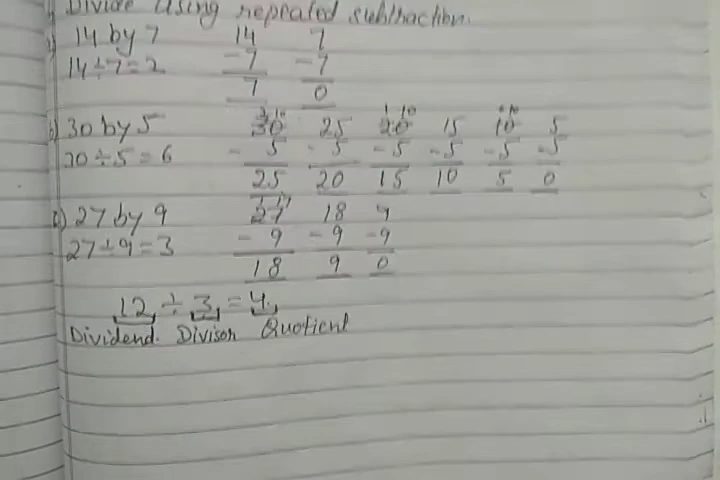 Divide using repeated subtraction.
14 by 7 14 7
14÷7=2 -7 -7
7 0
b) 30 by 5 30 25 20 15 10 5
30÷5=6 -5 -5 -5 -5 -5 -5
25 20 15 10 5 0
c) 27 by 9 27 18 9
27÷9=3 -9 -9 -9
18 9 0
12 ÷ 3 = 4
Dividend. Divisor Quotient